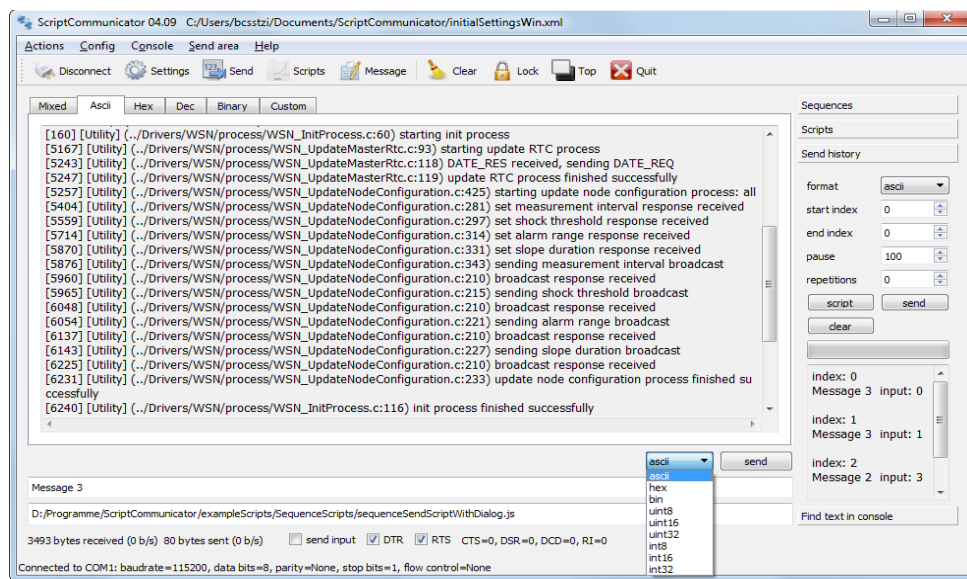 ScriptCommunicator 04.09 C:/Users/bcsstzi/Documents/ScriptCommunicator/initialSettingsWin.xml
Actions Config Console Send area Help
Disconnect Settings Send Scripts Message Clear Lock Top Quit
Mixed Ascii Hex Dec Binary Custom
[160] [Utility] (../Drivers/WSN/process/WSN_InitProcess.c:60) starting init process
[5167] [Utility] (../Drivers/WSN/process/WSN_UpdateMasterRtc.c:93) starting update RTC process
[5243] [Utility] (../Drivers/WSN/process/WSN_UpdateMasterRtc.c:118) DATE_RES received, sending DATE_REQ
[5247] [Utility] (../Drivers/WSN/process/WSN_UpdateMasterRtc.c:119) update RTC process finished successfully
[5257] [Utility] (../Drivers/WSN/process/WSN_UpdateNodeConfiguration.c:425) starting update node configuration process: all
[5404] [Utility] (../Drivers/WSN/process/WSN_UpdateNodeConfiguration.c:281) set measurement interval response received
[5559] [Utility] (../Drivers/WSN/process/WSN_UpdateNodeConfiguration.c:297) set shock threshold response received
[5714] [Utility] (../Drivers/WSN/process/WSN_UpdateNodeConfiguration.c:314) set alarm range response received
[5870] [Utility] (../Drivers/WSN/process/WSN_UpdateNodeConfiguration.c:331) set slope duration response received
[5876] [Utility] (../Drivers/WSN/process/WSN_UpdateNodeConfiguration.c:343) sending measurement interval broadcast
[5960] [Utility] (../Drivers/WSN/process/WSN_UpdateNodeConfiguration.c:210) broadcast response received
[5965] [Utility] (../Drivers/WSN/process/WSN_UpdateNodeConfiguration.c:215) sending shock threshold broadcast
[6048] [Utility] (../Drivers/WSN/process/WSN_UpdateNodeConfiguration.c:210) broadcast response received
[6054] [Utility] (../Drivers/WSN/process/WSN_UpdateNodeConfiguration.c:221) sending alarm range broadcast
[6137] [Utility] (../Drivers/WSN/process/WSN_UpdateNodeConfiguration.c:210) broadcast response received
[6143] [Utility] (../Drivers/WSN/process/WSN_UpdateNodeConfiguration.c:227) sending slope duration broadcast
[6225] [Utility] (../Drivers/WSN/process/WSN_UpdateNodeConfiguration.c:210) broadcast response received
[6231] [Utility] (../Drivers/WSN/process/WSN_UpdateNodeConfiguration.c:233) update node configuration process finished su
ccessfully
[6240] [Utility] (../Drivers/WSN/process/WSN_InitProcess.c:116) init process finished successfully
Sequences
Scripts
Send history
format ascii
start index 0
end index 0
pause 100
repetitions 0
script send
clear
index: 0
Message 3 input: 0
index: 1
Message 3 input: 1
index: 2
Message 2 input: 3
Find text in console
ascii send
ascii
hex
bin
uint8
uint16
uint32
int8
int16
int32
Message 3
D:/Programme/ScriptCommunicator/exampleScripts/SequenceScripts/sequenceSendScriptWithDialog.js
3493 bytes received (0 b/s) 80 bytes sent (0 b/s) send input DTR RTS CTS=0, DSR=0, DCD=0, RI=0
Connected to COM1: baudrate=115200, data bits=8, parity=None, stop bits=1, flow control=None